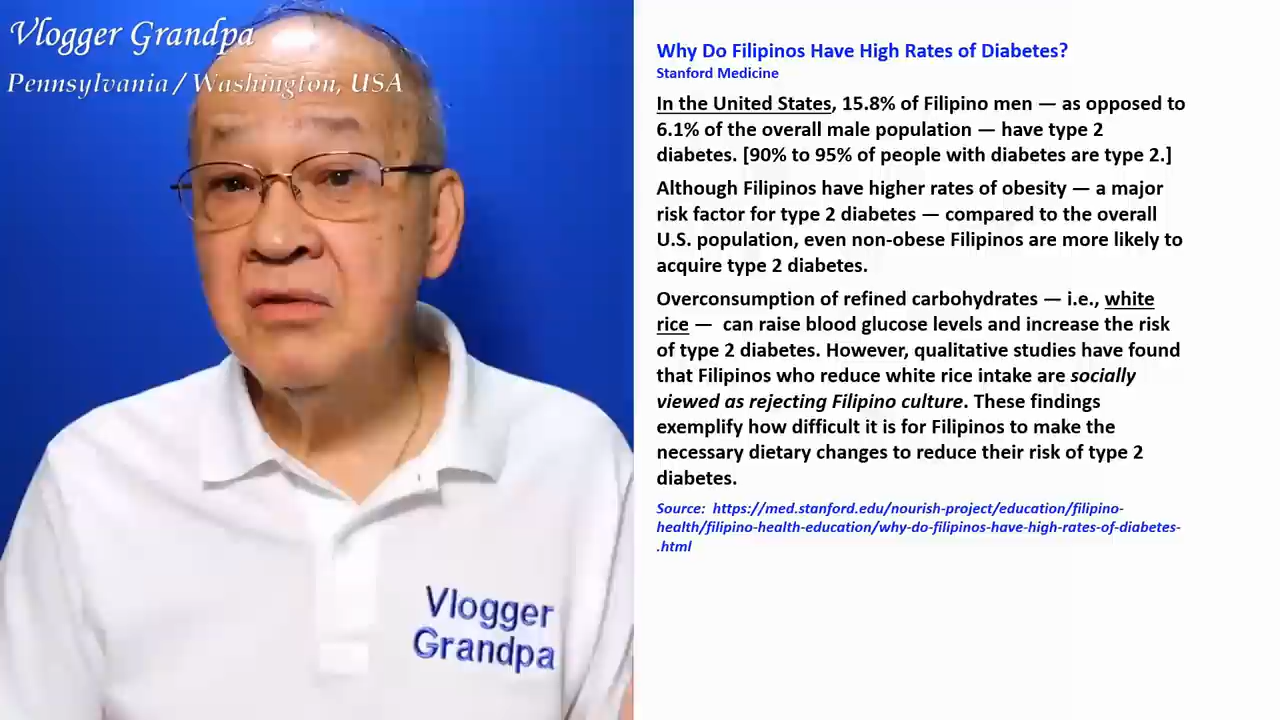 Vlogger Grandpa
Pennsylvania / Washington, USA
Why Do Filipinos Have High Rates of Diabetes?
Stanford Medicine
In the United States, 15.8% of Filipino men — as opposed to
6.1% of the overall male population — have type 2
diabetes. [90% to 95% of people with diabetes are type 2.]
Although Filipinos have higher rates of obesity — a major
risk factor for type 2 diabetes — compared to the overall
U.S. population, even non-obese Filipinos are more likely to
acquire type 2 diabetes.
Overconsumption of refined carbohydrates — i.e., white
rice — can raise blood glucose levels and increase the risk
of type 2 diabetes. However, qualitative studies have found
that Filipinos who reduce white rice intake are socially
viewed as rejecting Filipino culture. These findings
exemplify how difficult it is for Filipinos to make the
necessary dietary changes to reduce their risk of type 2
diabetes.
Source: https://med.stanford.edu/nourish-project/education/filipino-
health/filipino-health-education/why-do-filipinos-have-high-rates-of-diabetes-
.html
Vlogger
Grandpa